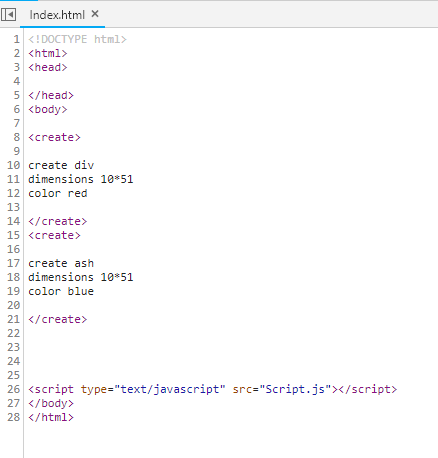 Index.html ×
1 <!DOCTYPE html>
2 <html>
3 <head>
4
5 </head>
6 <body>
7
8 <create>
9
10 create div
11 dimensions 10*51
12 color red
13
14 </create>
15 <create>
16
17 create ash
18 dimensions 10*51
19 color blue
20
21 </create>
22
23
24
25
26 <script type="text/javascript" src="Script.js"></script>
27 </body>
28 </html>